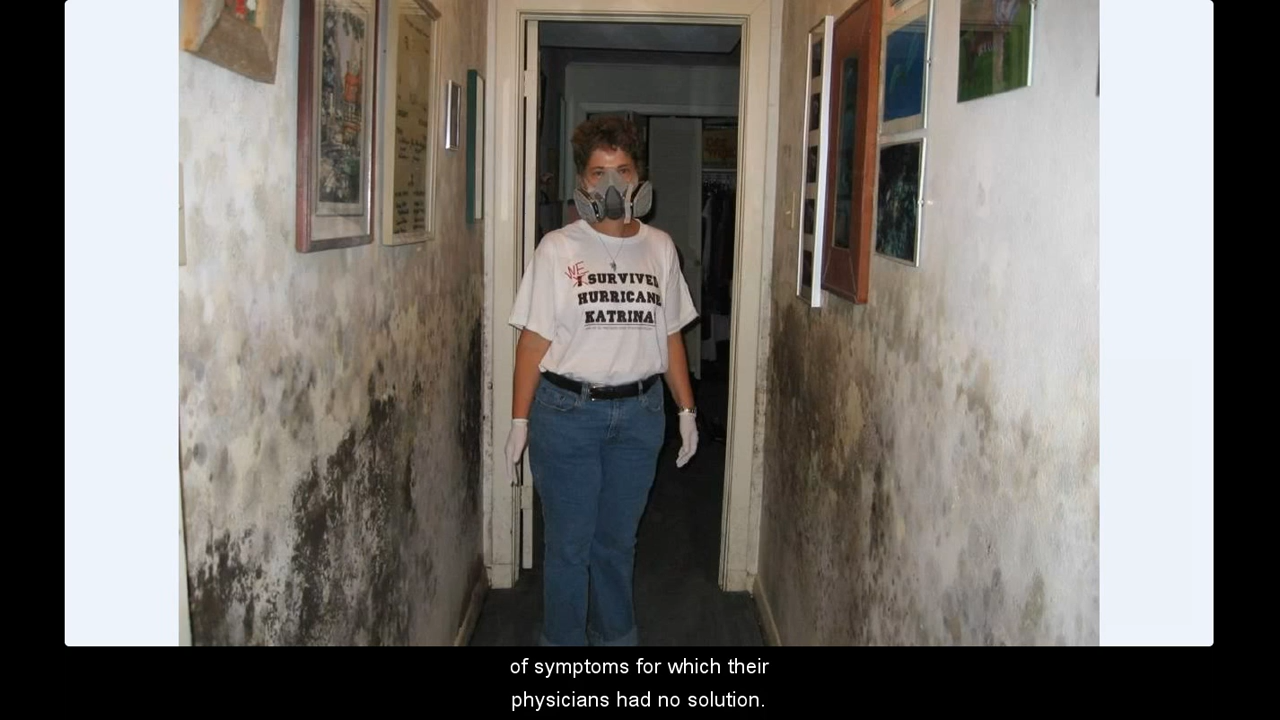 WE
I SURVIVED
HURRICANE
KATRINA!
of symptoms for which their
physicians had no solution.